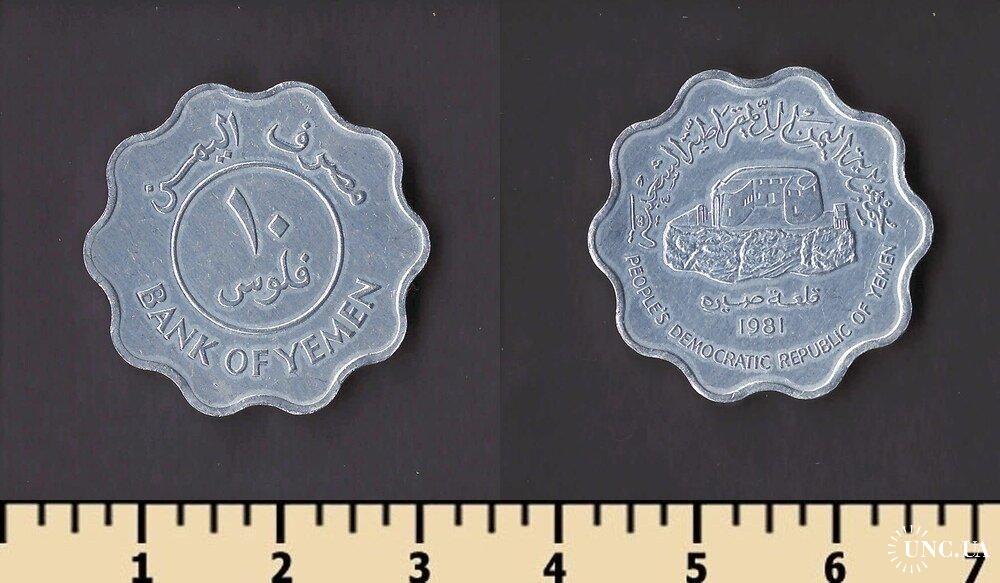 مصرف اليمن
١٠
فلوس
BANK OF YEMEN
جمهورية اليمن الديمقراطية الشعبية
قلعة صيره
1981
PEOPLE'S DEMOCRATIC REPUBLIC OF YEMEN
1 2 3 4 5 6 7
UNC.UA